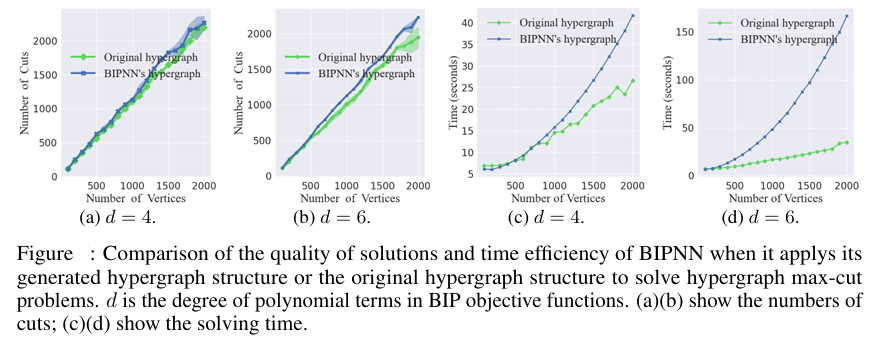 2000
1500
1000
500
0
Number of Cuts
Original hypergraph
BIPNN's hypergraph
500 1000 1500 2000
Number of Vertices
(a) d = 4.
2000
1500
1000
500
0
Number of Cuts
Original hypergraph
BIPNN's hypergraph
500 1000 1500 2000
Number of Vertices
(b) d = 6.
40
35
30
25
20
15
10
5
Time (seconds)
Original hypergraph
BIPNN's hypergraph
500 1000 1500 2000
Number of Vertices
(c) d = 4.
150
100
50
0
Time (seconds)
Original hypergraph
BIPNN's hypergraph
500 1000 1500 2000
Number of Vertices
(d) d = 6.
Figure : Comparison of the quality of solutions and time efficiency of BIPNN when it applys its
generated hypergraph structure or the original hypergraph structure to solve hypergraph max-cut
problems. d is the degree of polynomial terms in BIP objective functions. (a)(b) show the numbers of
cuts; (c)(d) show the solving time.